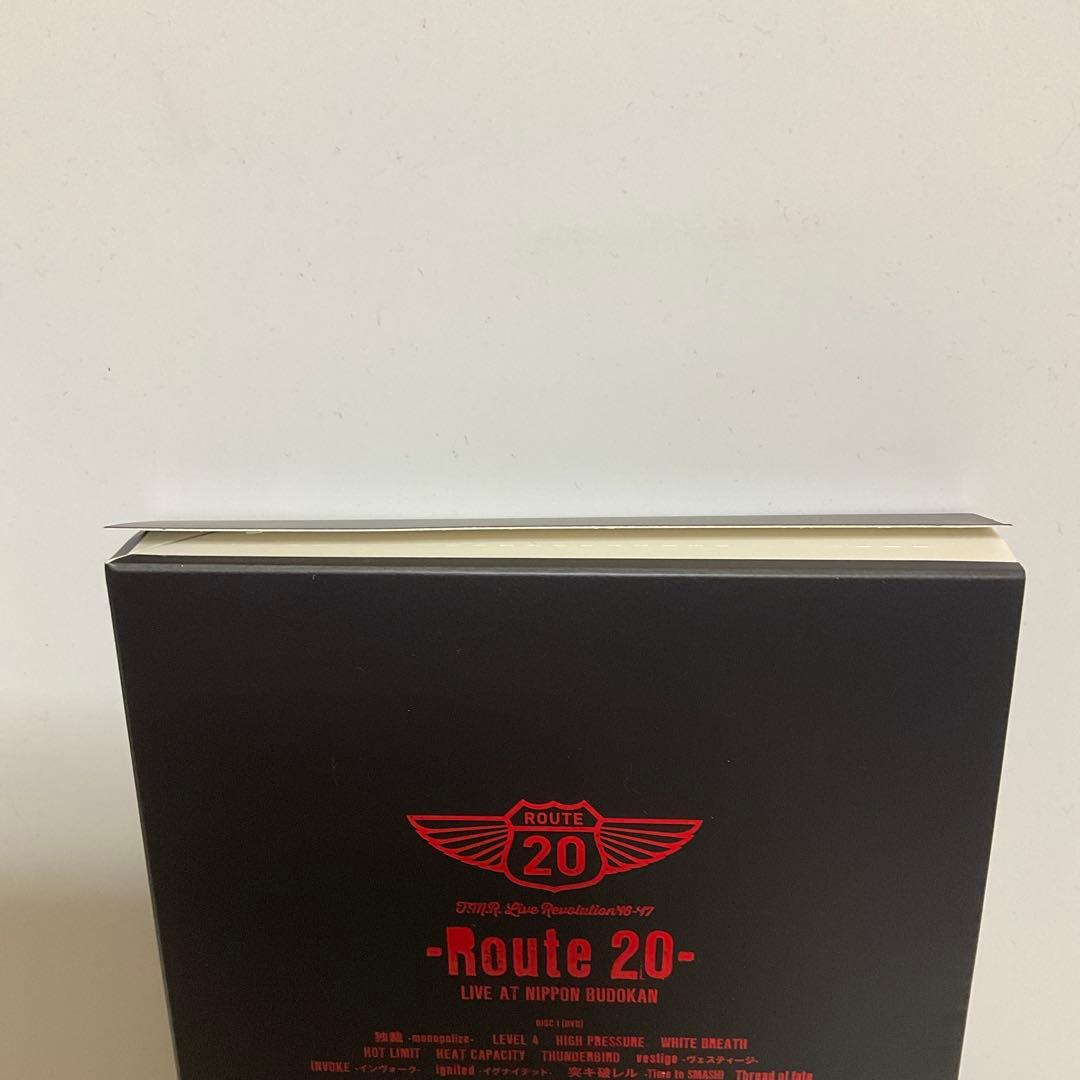 ROUTE
20
T.M.R. Live Revolution'16-'17
-Route 20-
LIVE AT NIPPON BUDOKAN
DISC 1 [DVD]
独裁 -monopolize- LEVEL 4 HIGH PRESSURE WHITE BREATH
HOT LIMIT HEAT CAPACITY THUNDERBIRD vestige -ヴェスティージ-
INVOKE -インヴォーク- ignited -イグナイテッド- 突キ破レル -Time to SMASH! Thread of fate